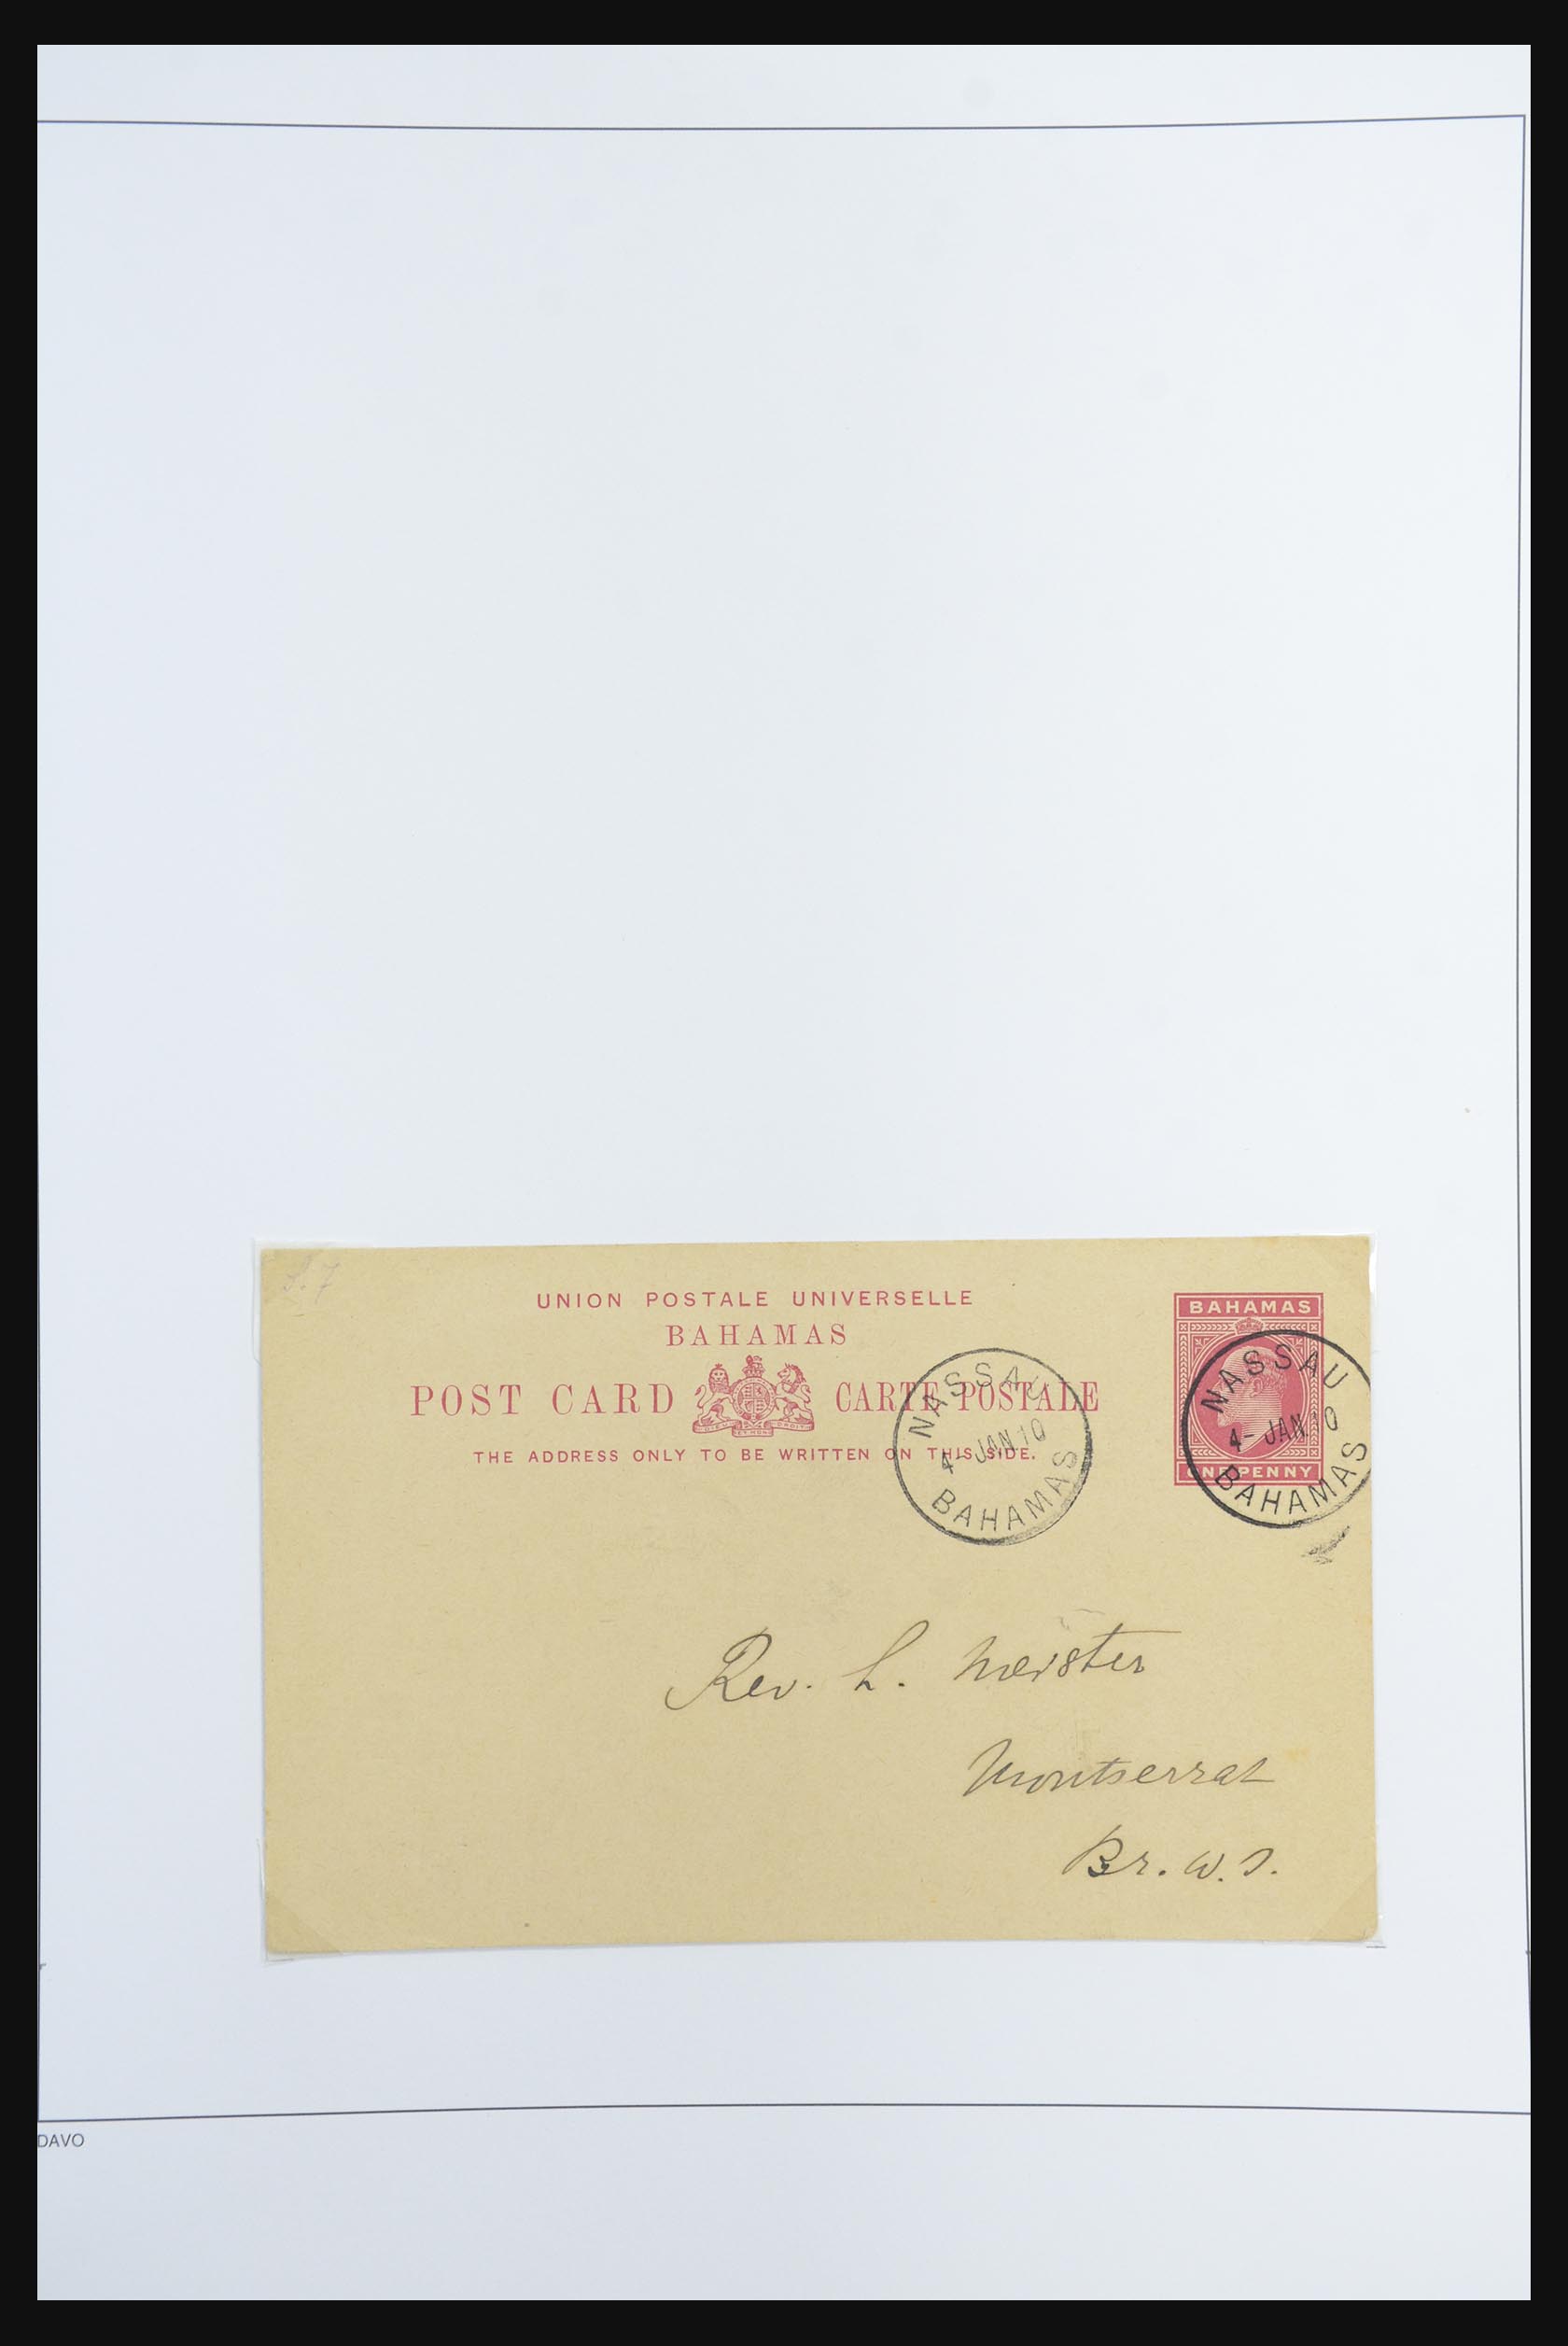 UNION POSTALE UNIVERSELLE
BAHAMAS
POST CARD CARTE POSTALE
THE ADDRESS ONLY TO BE WRITTEN ON THIS SIDE.
BAHAMAS
ONE PENNY
NASSAU
4- JAN 10
BAHAMAS
NASSAU
4- JAN 10
BAHAMAS
Rev. L. Meister
Montserrat
Br. W. I.
DAVO